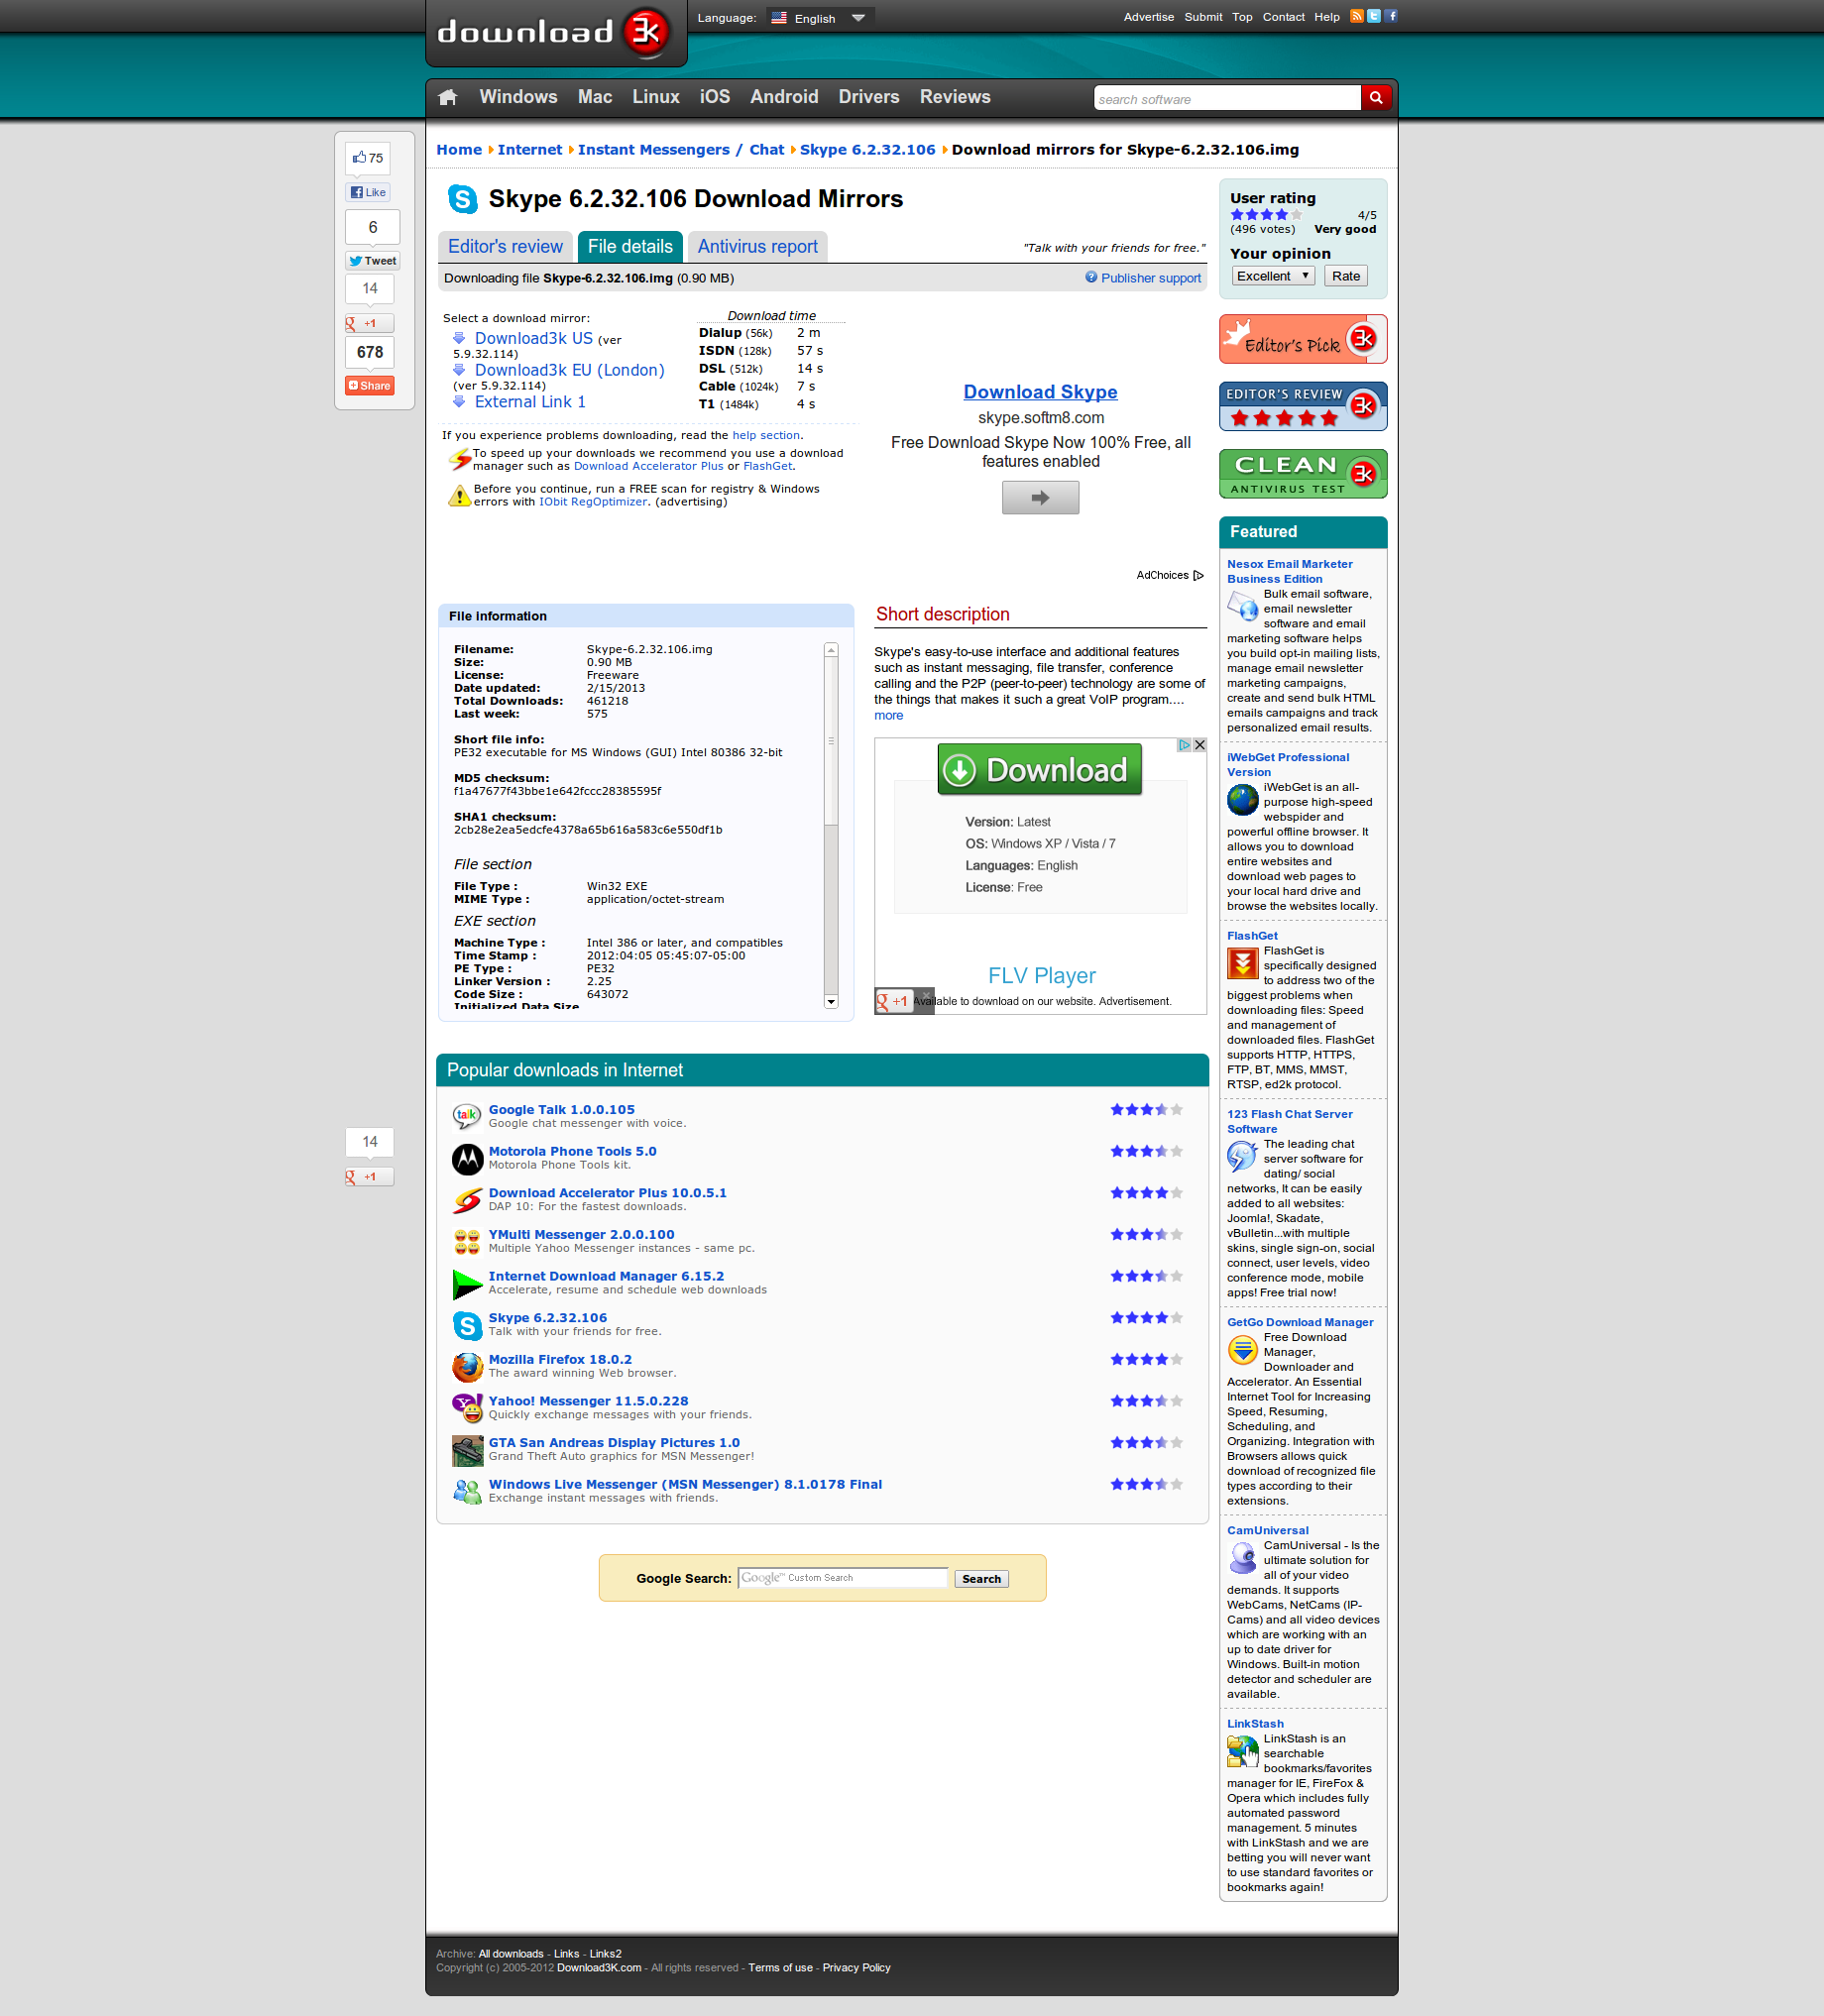 download 3k
Language: English
Advertise Submit Top Contact Help
Windows Mac Linux iOS Android Drivers Reviews
search software
Home Internet Instant Messengers / Chat Skype 6.2.32.106 Download mirrors for Skype-6.2.32.106.img
75
Like
6
Tweet
14
+1
678
Share
Skype 6.2.32.106 Download Mirrors
Editor's review File details Antivirus report
"Talk with your friends for free."
Downloading file Skype-6.2.32.106.img (0.90 MB)
Publisher support
Select a download mirror:
Download3k US (ver
5.9.32.114)
Download3k EU (London)
(ver 5.9.32.114)
External Link 1
Download time
Dialup (56k) 2 m
ISDN (128k) 57 s
DSL (512k) 14 s
Cable (1024k) 7 s
T1 (1484k) 4 s
If you experience problems downloading, read the help section.
To speed up your downloads we recommend you use a download
manager such as Download Accelerator Plus or FlashGet.
Before you continue, run a FREE scan for registry & Windows
errors with IObit RegOptimizer. (advertising)
Download Skype
skype.softm8.com
Free Download Skype Now 100% Free, all
features enabled
AdChoices
File information
Filename: Skype-6.2.32.106.img
Size: 0.90 MB
License: Freeware
Date updated: 2/15/2013
Total Downloads: 461218
Last week: 575
Short file info:
PE32 executable for MS Windows (GUI) Intel 80386 32-bit
MD5 checksum:
f1a47677f43bbe1e642fccc28385595f
SHA1 checksum:
2cb28e2ea5edcfe4378a65b616a583c6e550df1b
File section
File Type : Win32 EXE
MIME Type : application/octet-stream
EXE section
Machine Type : Intel 386 or later, and compatibles
Time Stamp : 2012:04:05 05:45:07-05:00
PE Type : PE32
Linker Version : 2.25
Code Size : 643072
Initialized Data Size
Short description
Skype's easy-to-use interface and additional features
such as instant messaging, file transfer, conference
calling and the P2P (peer-to-peer) technology are some of
the things that makes it such a great VoIP program....
more
Download
Version: Latest
OS: Windows XP / Vista / 7
Languages: English
License: Free
FLV Player
+1
Available to download on our website. Advertisement.
Popular downloads in Internet
Google Talk 1.0.0.105
Google chat messenger with voice.
Motorola Phone Tools 5.0
Motorola Phone Tools kit.
Download Accelerator Plus 10.0.5.1
DAP 10: For the fastest downloads.
YMulti Messenger 2.0.0.100
Multiple Yahoo Messenger instances - same pc.
Internet Download Manager 6.15.2
Accelerate, resume and schedule web downloads
Skype 6.2.32.106
Talk with your friends for free.
Mozilla Firefox 18.0.2
The award winning Web browser.
Yahoo! Messenger 11.5.0.228
Quickly exchange messages with your friends.
GTA San Andreas Display Pictures 1.0
Grand Theft Auto graphics for MSN Messenger!
Windows Live Messenger (MSN Messenger) 8.1.0178 Final
Exchange instant messages with friends.
14
+1
Google Search: Google™ Custom Search Search
User rating
4/5
(496 votes) Very good
Your opinion
Excellent Rate
Editor's Pick 3k
EDITOR'S REVIEW 3k
CLEAN 3k
ANTIVIRUS TEST
Featured
Nesox Email Marketer
Business Edition
Bulk email software,
email newsletter
software and email
marketing software helps
you build opt-in mailing lists,
manage email newsletter
marketing campaigns,
create and send bulk HTML
emails campaigns and track
personalized email results.
iWebGet Professional
Version
iWebGet is an all-
purpose high-speed
webspider and
powerful offline browser. It
allows you to download
entire websites and
download web pages to
your local hard drive and
browse the websites locally.
FlashGet
FlashGet is
specifically designed
to address two of the
biggest problems when
downloading files: Speed
and management of
downloaded files. FlashGet
supports HTTP, HTTPS,
FTP, BT, MMS, MMST,
RTSP, ed2k protocol.
123 Flash Chat Server
Software
The leading chat
server software for
dating/ social
networks, It can be easily
added to all websites:
Joomla!, Skadate,
vBulletin...with multiple
skins, single sign-on, social
connect, user levels, video
conference mode, mobile
apps! Free trial now!
GetGo Download Manager
Free Download
Manager,
Downloader and
Accelerator. An Essential
Internet Tool for Increasing
Speed, Resuming,
Scheduling, and
Organizing. Integration with
Browsers allows quick
download of recognized file
types according to their
extensions.
CamUniversal
CamUniversal - Is the
ultimate solution for
all of your video
demands. It supports
WebCams, NetCams (IP-
Cams) and all video devices
which are working with an
up to date driver for
Windows. Built-in motion
detector and scheduler are
available.
LinkStash
LinkStash is an
searchable
bookmarks/favorites
manager for IE, FireFox &
Opera which includes fully
automated password
management. 5 minutes
with LinkStash and we are
betting you will never want
to use standard favorites or
bookmarks again!
Archive: All downloads - Links - Links2
Copyright (c) 2005-2012 Download3K.com - All rights reserved - Terms of use - Privacy Policy